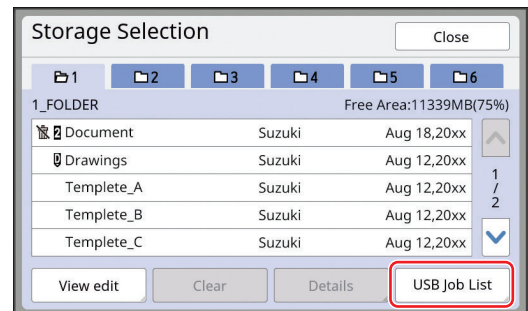 Storage Selection
Close
1 2 3 4 5 6
1_FOLDER Free Area:11339MB(75%)
2 Document Suzuki Aug 18,20xx
Drawings Suzuki Aug 12,20xx
Templete_A Suzuki Aug 12,20xx
Templete_B Suzuki Aug 12,20xx
Templete_C Suzuki Aug 12,20xx
1
/
2
View edit Clear Details USB Job List